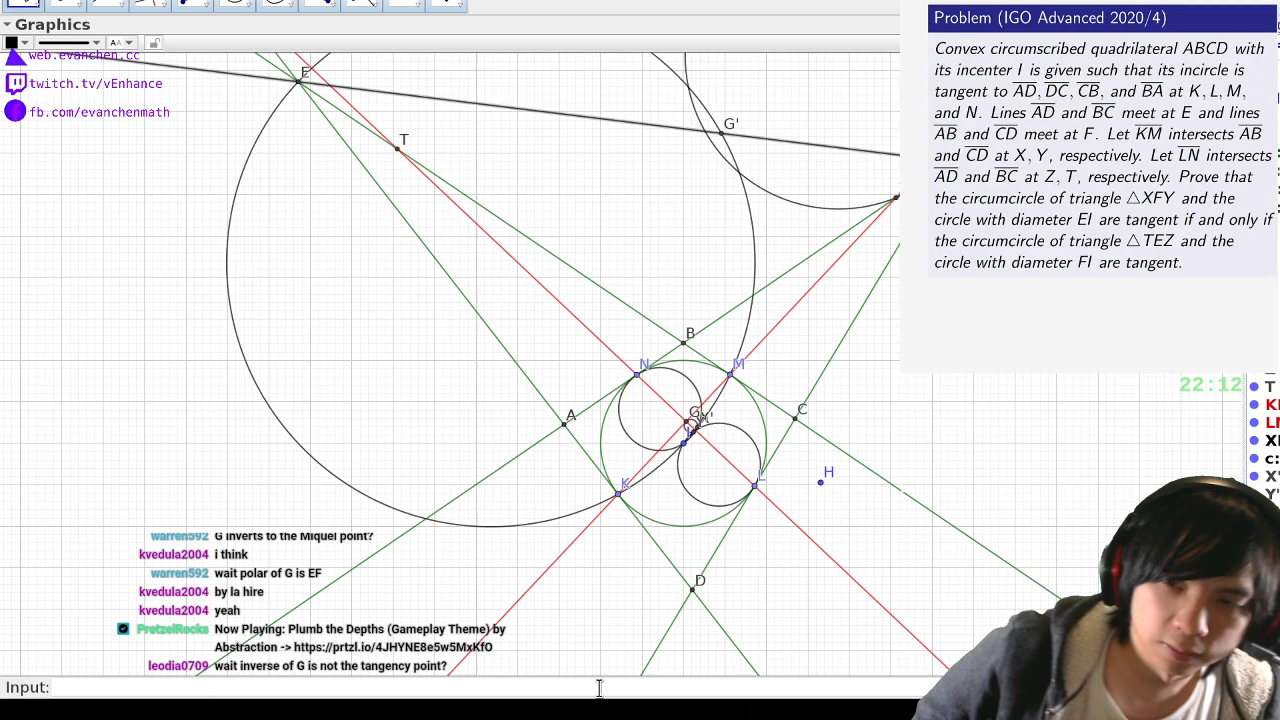 Graphics
web.evanchen.cc
twitch.tv/vEnhance
fb.com/evanchenmath
Problem (IGO Advanced 2020/4)
Convex circumscribed quadrilateral ABCD with
its incenter I is given such that its incircle is
tangent to AD, DC, CB, and BA at K, L, M,
and N. Lines AD and BC meet at E and lines
AB and CD meet at F. Let KM intersects AB
and CD at X, Y, respectively. Let LN intersects
AD and BC at Z, T, respectively. Prove that
the circumcircle of triangle △XFY and the
circle with diameter EI are tangent if and only if
the circumcircle of triangle △TEZ and the
circle with diameter FI are tangent.
E
T
G'
B
N
M
A
G
X'
C
I
K
L
H
D
22:12
T
warren592 G inverts to the Miquel point?
kvedula2004 i think
warren592 wait polar of G is EF
kvedula2004 by la hire
kvedula2004 yeah
PretzelRocks Now Playing: Plumb the Depths (Gameplay Theme) by
Abstraction -> https://prtzl.io/4JHYNE8e5w5MxKfO
leodia0709 wait inverse of G is not the tangency point?
Input: